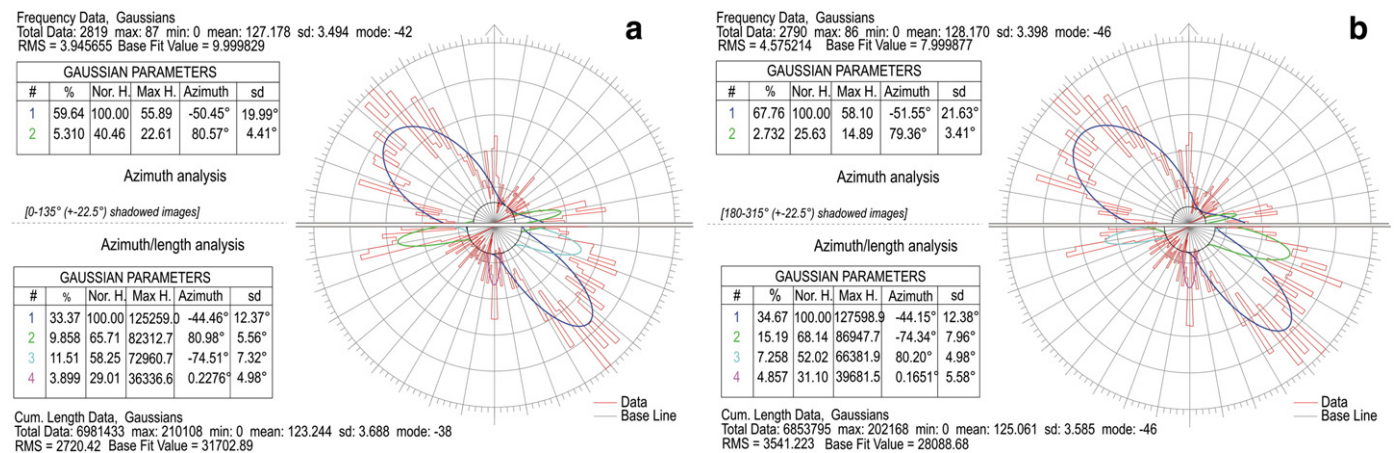 Frequency Data, Gaussians
Total Data: 2819 max: 87 min: 0 mean: 127.178 sd: 3.494 mode: -42
RMS = 3.945655 Base Fit Value = 9.999829
a
GAUSSIAN PARAMETERS
# % Nor. H. Max H. Azimuth sd
1 59.64 100.00 55.89 -50.45° 19.99°
2 5.310 40.46 22.61 80.57° 4.41°
Azimuth analysis
[0-135° (+-22.5°) shadowed images]
Azimuth/length analysis
GAUSSIAN PARAMETERS
# % Nor. H. Max H. Azimuth sd
1 33.37 100.00 125259.0 -44.46° 12.37°
2 9.858 65.71 82312.7 80.98° 5.56°
3 11.51 58.25 72960.7 -74.51° 7.32°
4 3.899 29.01 36336.6 0.2276° 4.98°
Data
Base Line
Cum. Length Data, Gaussians
Total Data: 6981433 max: 210108 min: 0 mean: 123.244 sd: 3.688 mode: -38
RMS = 2720.42 Base Fit Value = 31702.89
Frequency Data, Gaussians
Total Data: 2790 max: 86 min: 0 mean: 128.170 sd: 3.398 mode: -46
RMS = 4.575214 Base Fit Value = 7.999877
b
GAUSSIAN PARAMETERS
# % Nor. H. Max H. Azimuth sd
1 67.76 100.00 58.10 -51.55° 21.63°
2 2.732 25.63 14.89 79.36° 3.41°
Azimuth analysis
[180-315° (+-22.5°) shadowed images]
Azimuth/length analysis
GAUSSIAN PARAMETERS
# % Nor. H. Max H. Azimuth sd
1 34.67 100.00 127598.9 -44.15° 12.38°
2 15.19 68.14 86947.7 -74.34° 7.96°
3 7.258 52.02 66381.9 80.20° 4.98°
4 4.857 31.10 39681.5 0.1651° 5.58°
Data
Base Line
Cum. Length Data, Gaussians
Total Data: 6853795 max: 202168 min: 0 mean: 125.061 sd: 3.585 mode: -46
RMS = 3541.223 Base Fit Value = 28088.68